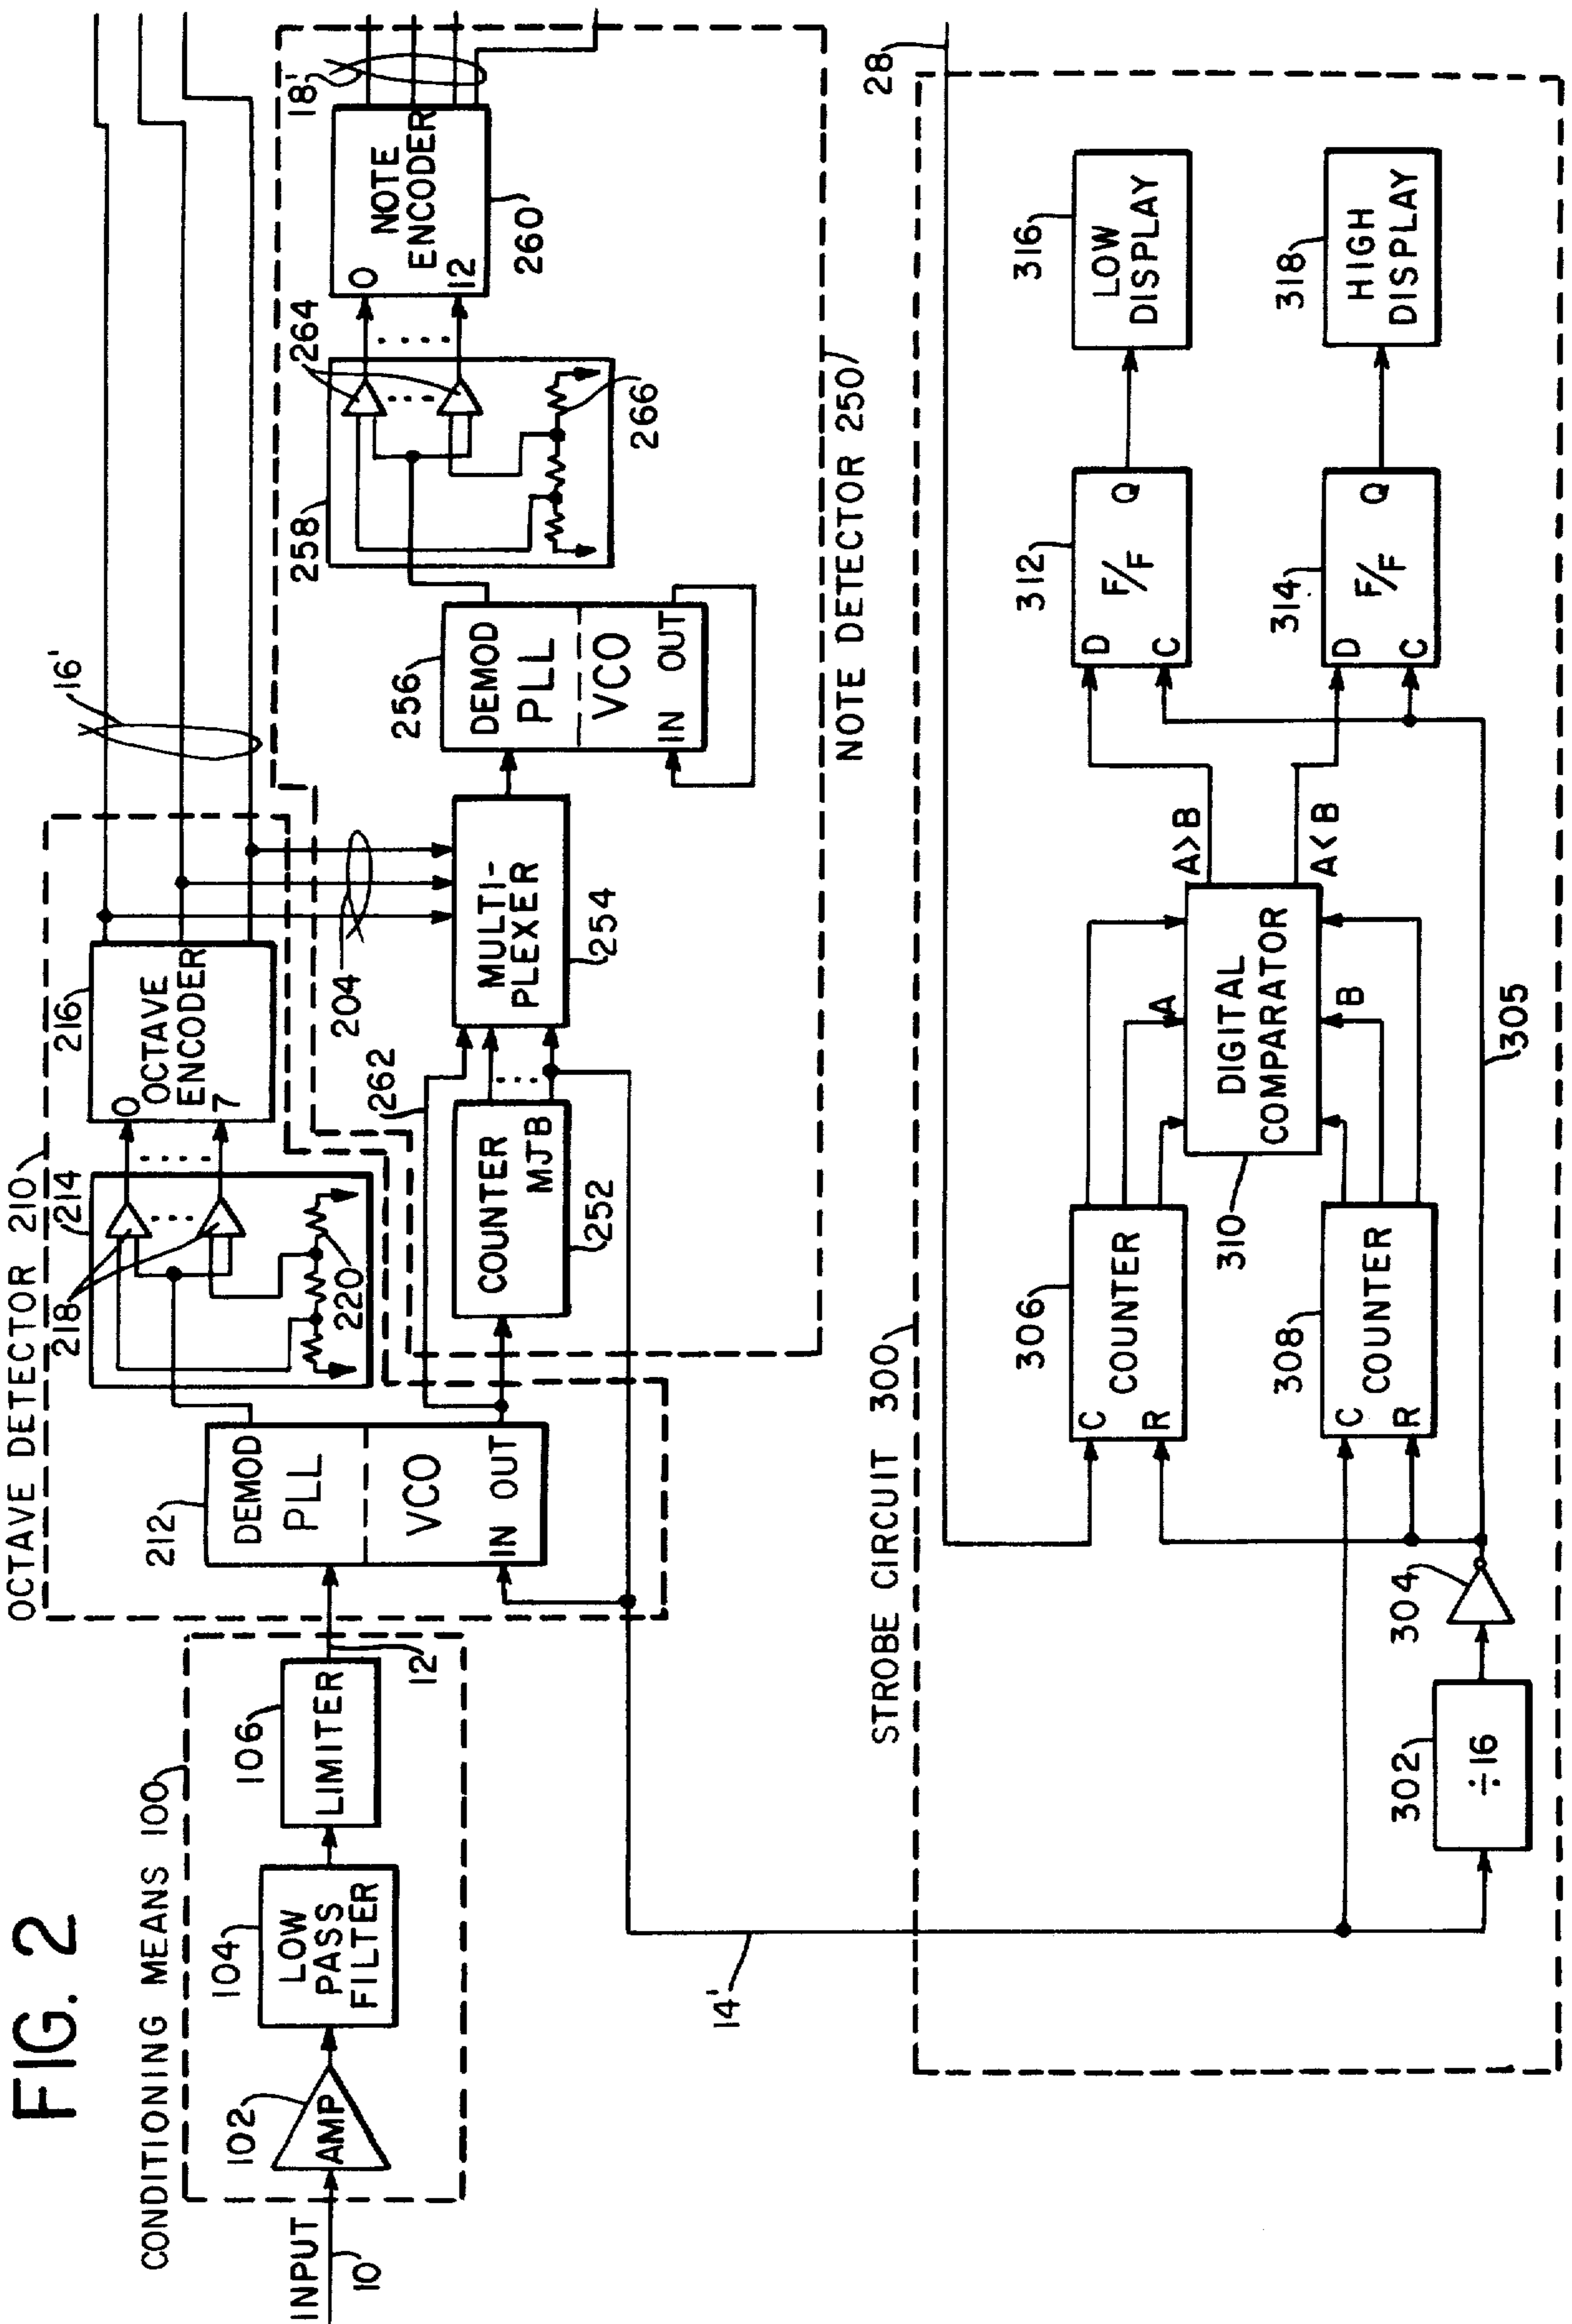 FIG. 2
INPUT
10
CONDITIONING MEANS 100
102
AMP
104
LOW
PASS
FILTER
106
LIMITER
12
OCTAVE DETECTOR 210
212
DEMOD
PLL
VCO
IN OUT
214
218
220
216
0
7
OCTAVE
ENCODER
16'
204
262
COUNTER
MJB
252
MULTI-
PLEXER
254
256
DEMOD
PLL
VCO
IN OUT
258
264
266
0
12
NOTE
ENCODER
260
18'
NOTE DETECTOR 250
14'
28
STROBE CIRCUIT 300
302
÷16
304
305
306
C
R
COUNTER
308
C
R
COUNTER
A
B
DIGITAL
COMPARATOR
310
A>B
A<B
312
D
C
F/F
Q
314
D
C
F/F
Q
316
LOW
DISPLAY
318
HIGH
DISPLAY